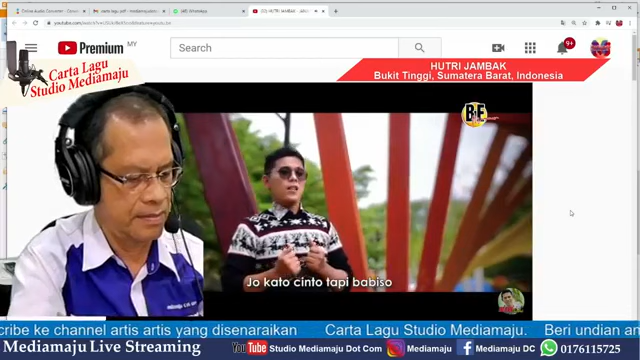 Premium MY
9+
Carta Lagu
Studio Mediamaju
HUTRI JAMBAK
Bukit Tinggi, Sumatera Barat, Indonesia
Jo kato cinto tapi babiso
cribe ke channel artis artis yang disenaraikan Carta Lagu Studio Mediamaju. Beri undian an
Mediamaju Live Streaming
YouTube Studio Mediamaju Dot Com Mediamaju Mediamaju DC 0176115725